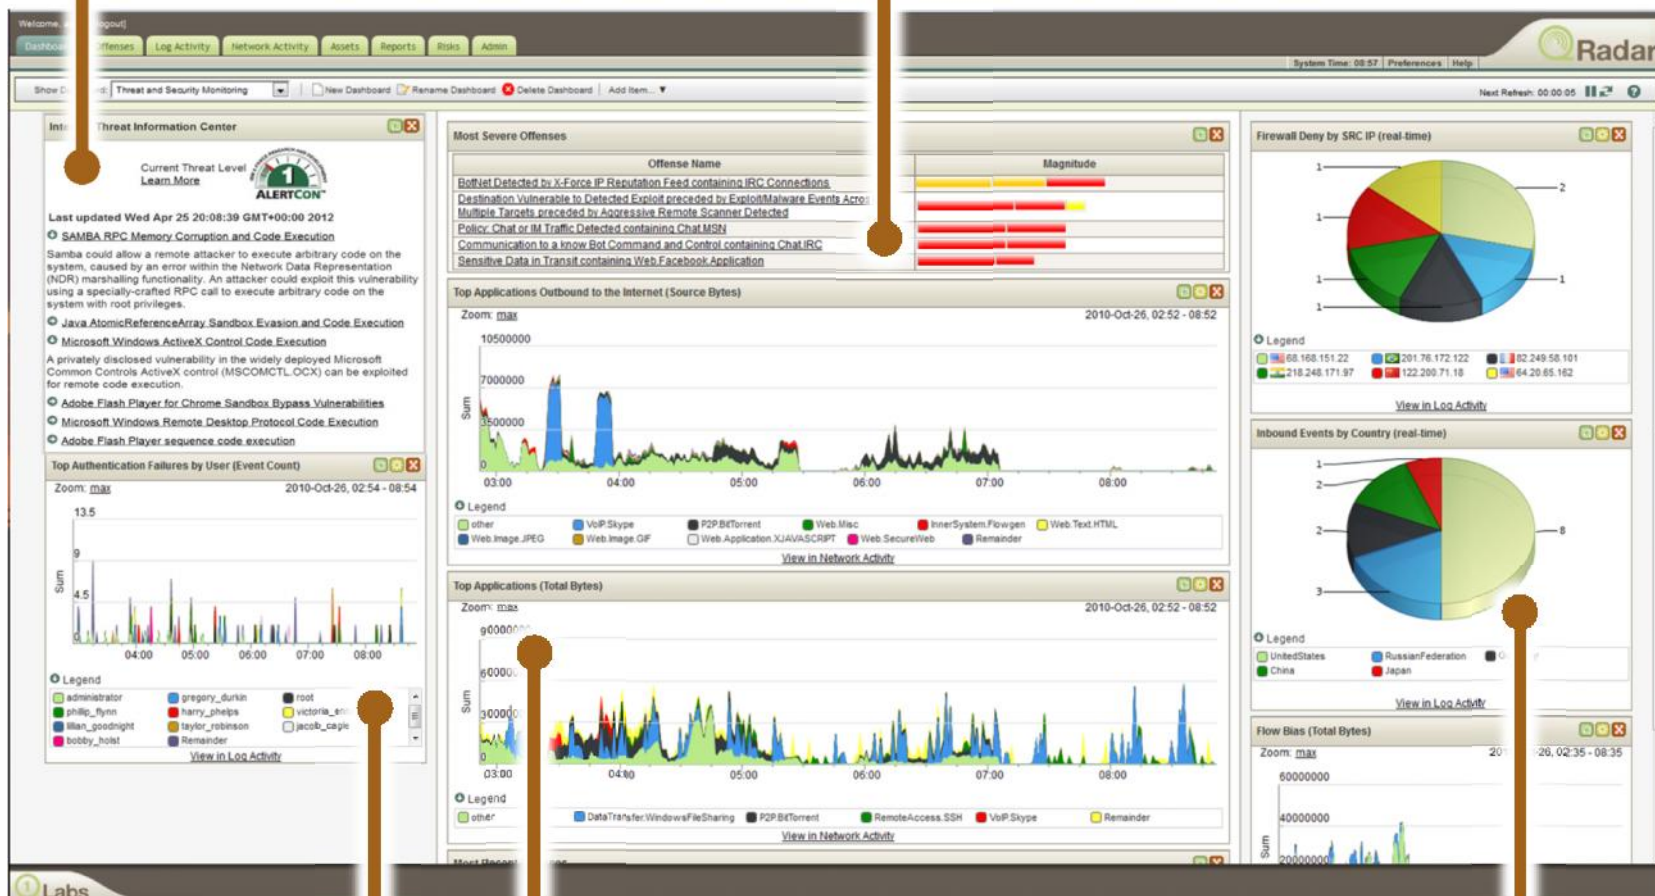 Welcome,
logout]
Offenses
Log Activity
Network Activity
Assets
Reports
Risks
Admin
Radar
System Time: 08:57
Preferences
Help
Show
Threat and Security Monitoring
New Dashboard
Rename Dashboard
Delete Dashboard
Add Item... ▼
Next Refresh: 00:00:05
Threat Information Center
Current Threat Level
Learn More
1
ALERTCON™
Last updated Wed Apr 25 20:08:39 GMT+00:00 2012
SAMBA RPC Memory Corruption and Code Execution
Samba could allow a remote attacker to execute arbitrary code on the
system, caused by an error within the Network Data Representation
(NDR) marshalling functionality. An attacker could exploit this vulnerability
using a specially-crafted RPC call to execute arbitrary code on the
system with root privileges.
Java AtomicReferenceArray Sandbox Evasion and Code Execution
Microsoft Windows ActiveX Control Code Execution
A privately disclosed vulnerability in the widely deployed Microsoft
Common Controls ActiveX control (MSCOMCTL.OCX) can be exploited
for remote code execution.
Adobe Flash Player for Chrome Sandbox Bypass Vulnerabilities
Microsoft Windows Remote Desktop Protocol Code Execution
Adobe Flash Player sequence code execution
Top Authentication Failures by User (Event Count)
Zoom: max
2010-Oct-26, 02:54 - 08:54
13.5
9
4.5
0
Sum
04:00 05:00 06:00 07:00 08:00
Legend
administrator gregory_durkin root
phillip_flynn harry_phelps
lillian_goodnight taylor_robinson jacob_cagle
bobby_holst Remainder
View in Log Activity
Most Severe Offenses
Offense Name Magnitude
BotNet Detected by X-Force IP Reputation Feed containing IRC Connections
Destination Vulnerable to Detected Exploit preceded by Exploit/Malware Events Across
Multiple Targets preceded by Aggressive Remote Scanner Detected
Policy: Chat or IM Traffic Detected containing Chat.MSN
Communication to a know Bot Command and Control containing Chat.IRC
Sensitive Data in Transit containing Web.Facebook.Application
Top Applications Outbound to the Internet (Source Bytes)
Zoom: max
2010-Oct-26, 02:52 - 08:52
10500000
7000000
3500000
0
Sum
03:00 04:00 05:00 06:00 07:00 08:00
Legend
other VoIP.Skype P2P.BitTorrent Web.Misc InnerSystem.Flowgen Web.Text.HTML
Web.Image.JPEG Web.Image.GIF Web.Application.XJAVASCRIPT Web.SecureWeb Remainder
View in Network Activity
Top Applications (Total Bytes)
Zoom: max
2010-Oct-26, 02:52 - 08:52
Sum
0
03:00 04:00 05:00 06:00 07:00 08:00
Legend
other DataTransfer.WindowsFileSharing P2P.BitTorrent RemoteAccess.SSH VoIP.Skype Remainder
View in Network Activity
Firewall Deny by SRC IP (real-time)
1
2
1
1
1
1
Legend
68.168.151.22 201.76.172.122 82.249.58.101
218.248.171.97 122.200.71.18 64.20.65.162
View in Log Activity
Inbound Events by Country (real-time)
1
2
2
8
3
Legend
UnitedStates RussianFederation
China Japan
View in Log Activity
Flow Bias (Total Bytes)
Zoom: max
26, 02:35 - 08:35
60000000
40000000
20000000
Sum
1
Labs